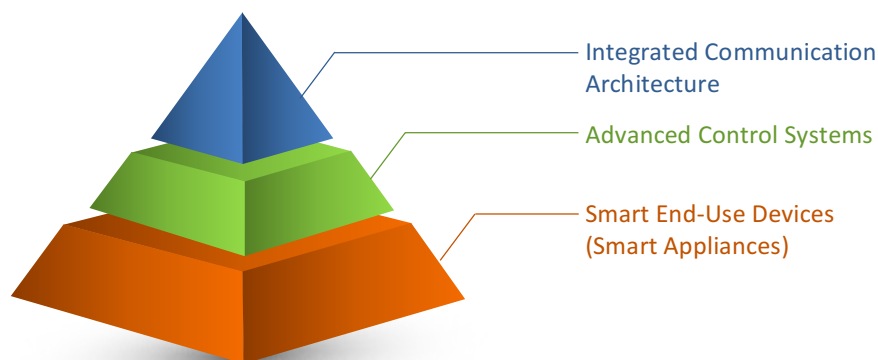 Integrated Communication
Architecture
Advanced Control Systems
Smart End-Use Devices
(Smart Appliances)